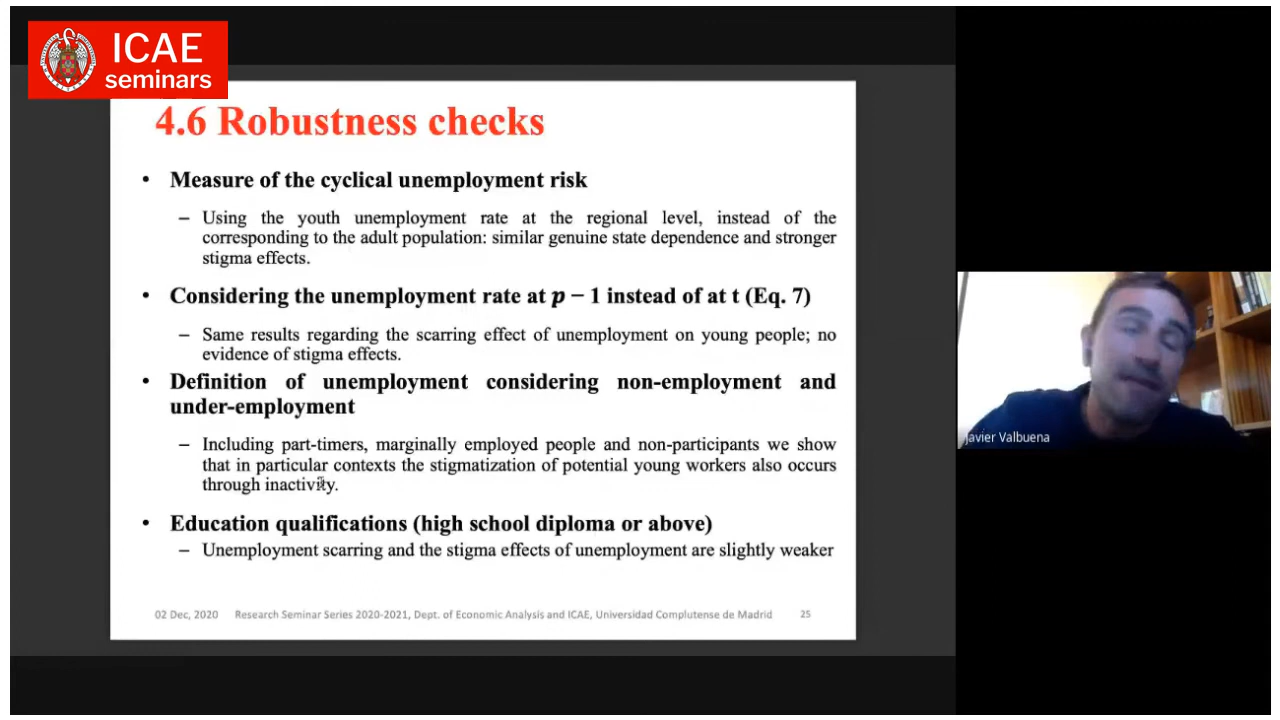 ICAE
seminars
4.6 Robustness checks
• Measure of the cyclical unemployment risk
– Using the youth unemployment rate at the regional level, instead of the
corresponding to the adult population: similar genuine state dependence and stronger
stigma effects.
• Considering the unemployment rate at p − 1 instead of at t (Eq. 7)
– Same results regarding the scarring effect of unemployment on young people; no
evidence of stigma effects.
• Definition of unemployment considering non-employment and
under-employment
– Including part-timers, marginally employed people and non-participants we show
that in particular contexts the stigmatization of potential young workers also occurs
through inactivity.
• Education qualifications (high school diploma or above)
– Unemployment scarring and the stigma effects of unemployment are slightly weaker
02 Dec, 2020 Research Seminar Series 2020-2021, Dept. of Economic Analysis and ICAE, Universidad Complutense de Madrid 25
Javier Valbuena